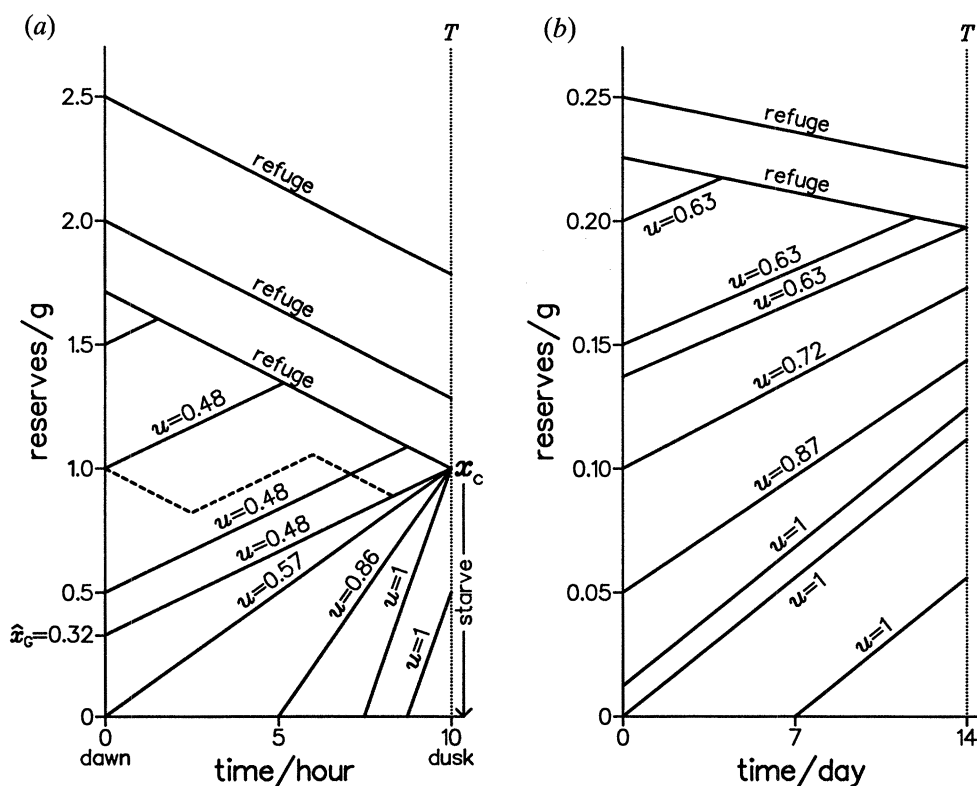 (a)
T
2.5
refuge
2.0
refuge
reserves/g
1.5
refuge
u=0.48
1.0
x_c
u=0.48
u=0.48
0.5
u=0.57
u=0.86
u=1
u=1
starve
x̂_G=0.32
0
0
5
10
dawn
dusk
time/hour
(b)
T
0.25
refuge
refuge
0.20
u=0.63
u=0.63
u=0.63
reserves/g
0.15
u=0.72
0.10
u=0.87
u=1
0.05
u=1
u=1
0
0
7
14
time/day